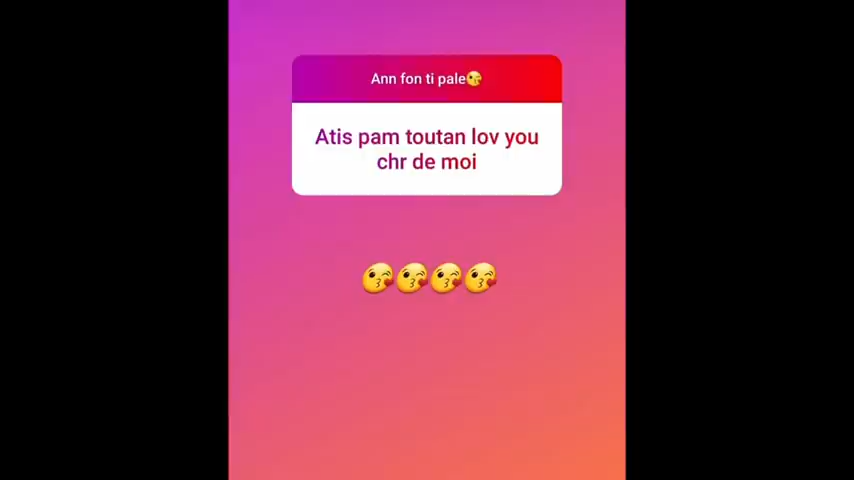 Ann fon ti pale😘
Atis pam toutan lov you
chr de moi
😘😘😘😘